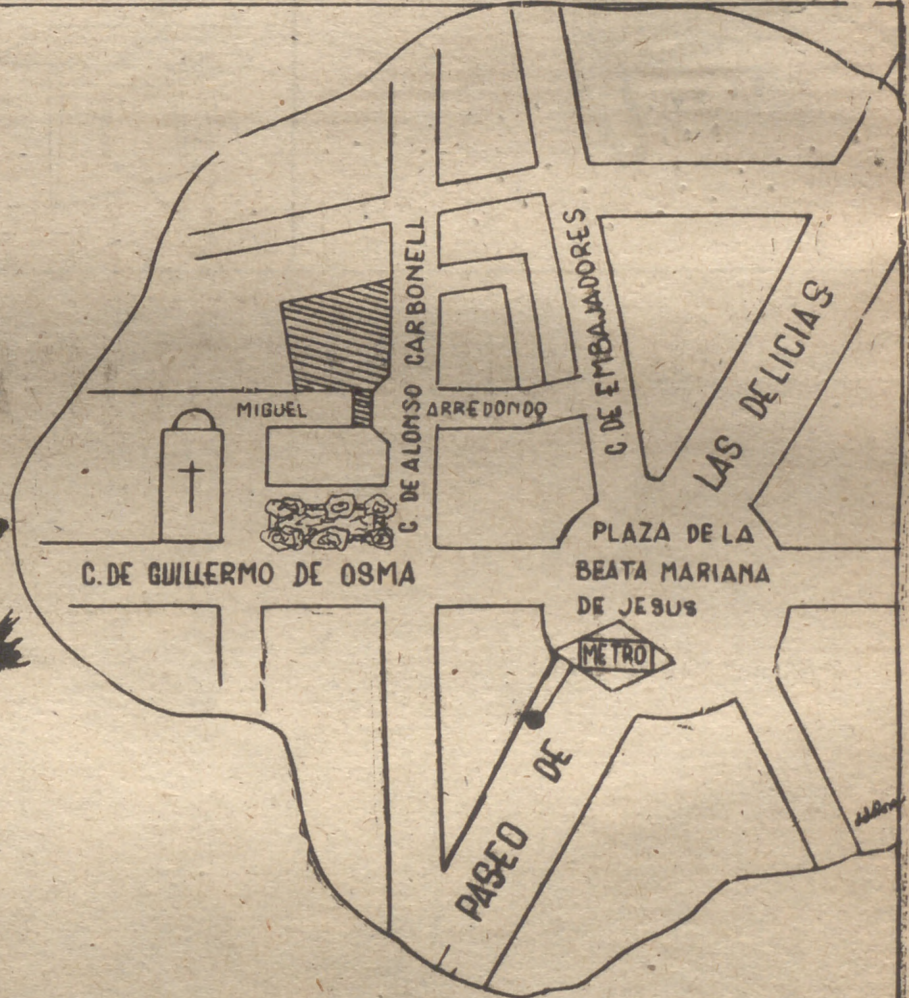 C. DE ALONSO CARBONELL
C. DE EMBAJADORES
LAS DELICIAS
MIGUEL ARREDONDO
PLAZA DE LA
BEATA MARIANA
DE JESUS
C. DE GUILLERMO DE OSMA
METRO
PASEO DE